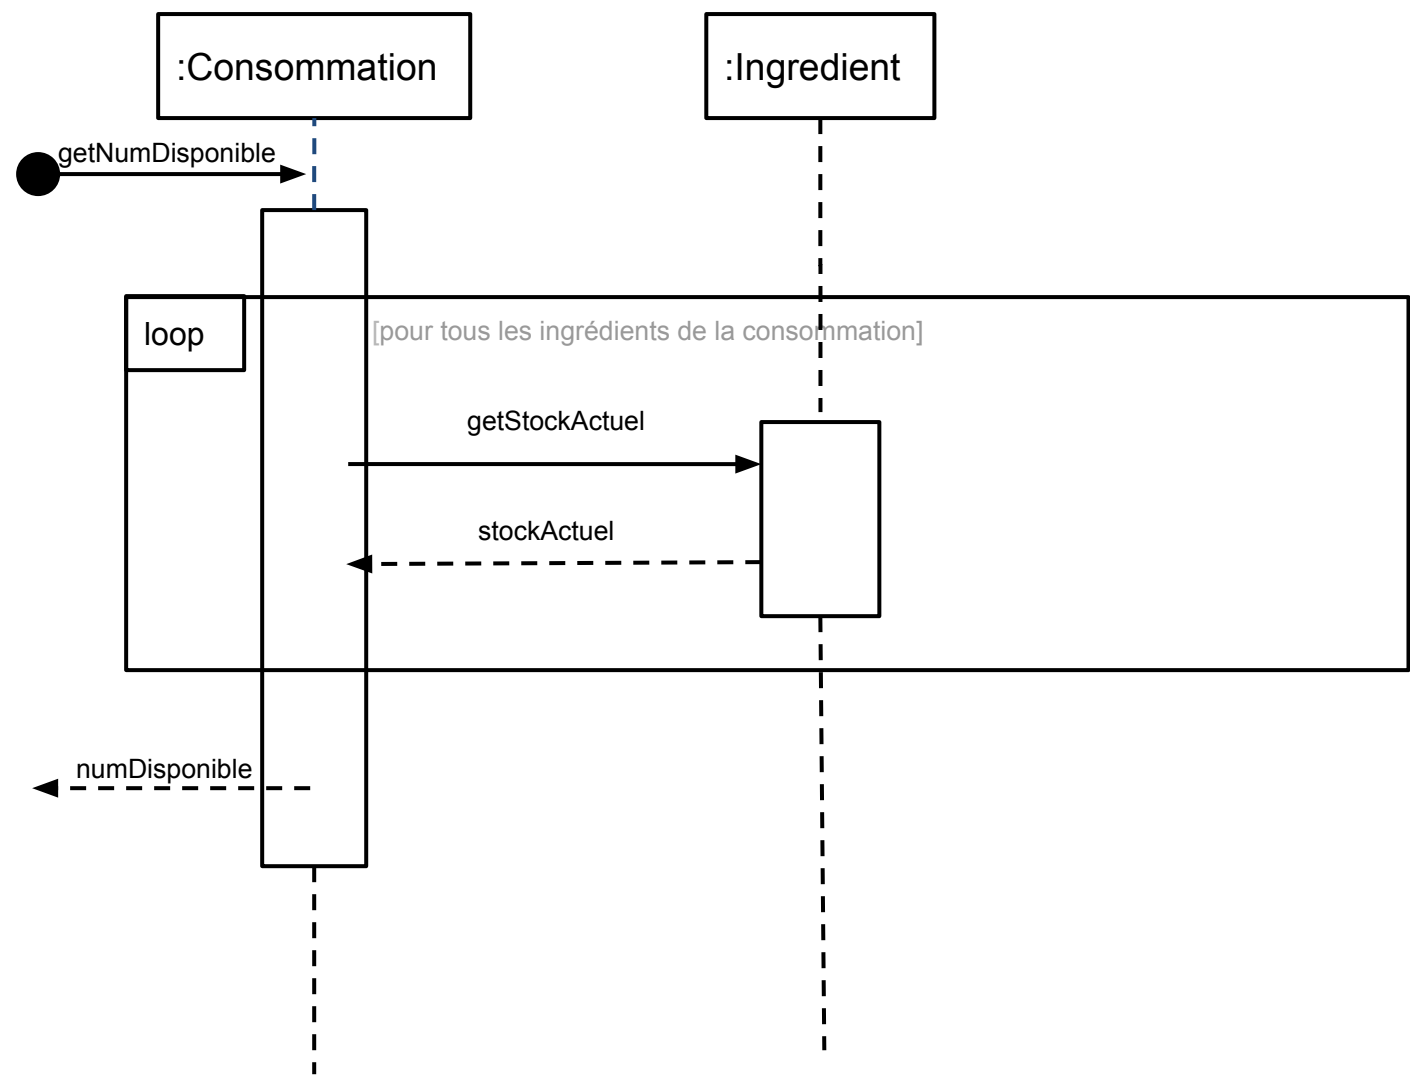 :Consommation
:Ingredient
getNumDisponible
loop
[pour tous les ingrédients de la consommation]
getStockActuel
stockActuel
numDisponible